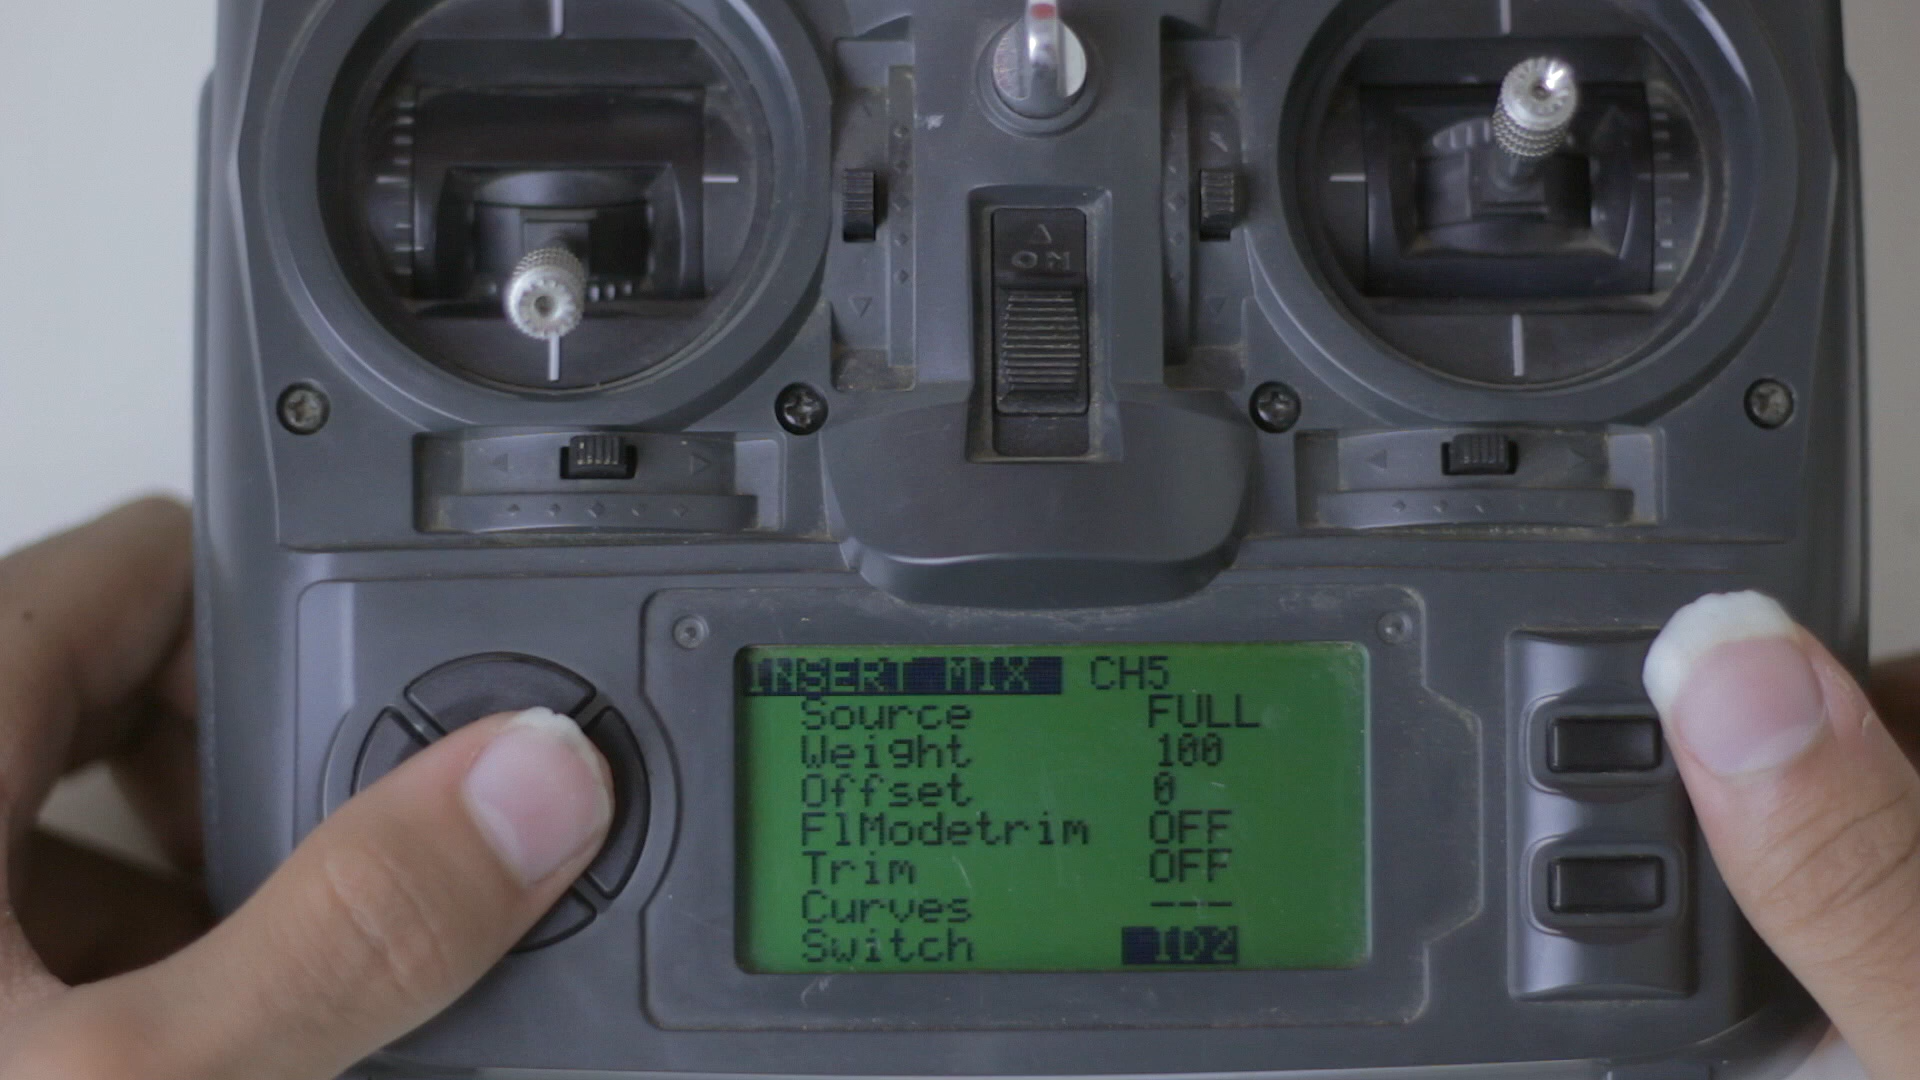 ON
INSERT MIX CH5
Source FULL
Weight 100
Offset 0
FlModetrim OFF
Trim OFF
Curves ---
Switch ID2